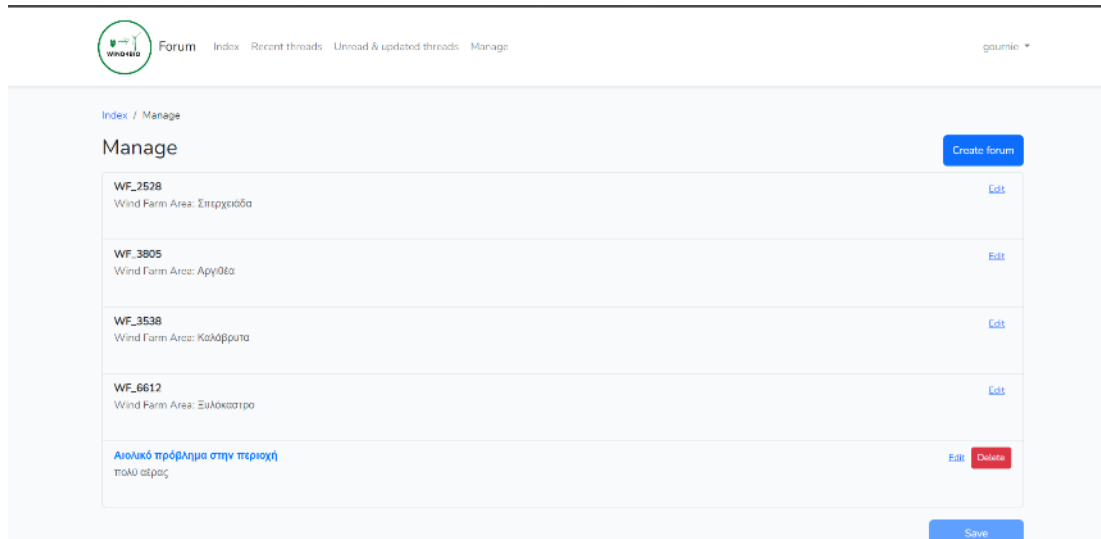 WIND4BIO
Forum Index Recent threads Unread & updated threads Manage gournio
Index / Manage
Manage
Create forum
WF_2528 Edit
Wind Farm Area: Σπερχειάδα
WF_3805 Edit
Wind Farm Area: Αργιθέα
WF_3538 Edit
Wind Farm Area: Καλάβρυτα
WF_6612 Edit
Wind Farm Area: Ξυλόκαστρο
Αιολικό πρόβλημα στην περιοχή Edit Delete
πολύ αέρας
Save